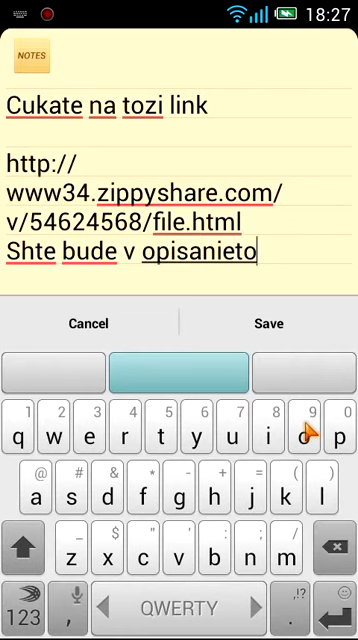 18:27
NOTES
Cukate na tozi link
http://
www34.zippyshare.com/
v/54624568/file.html
Shte bude v opisanieto
Cancel Save
1 2 3 4 5 6 7 8 9 0
q w e r t y u i o p
@ # & * - + = ( )
a s d f g h j k l
_ $ " ' : ; /
z x c v b n m
123 , QWERTY . ,!?